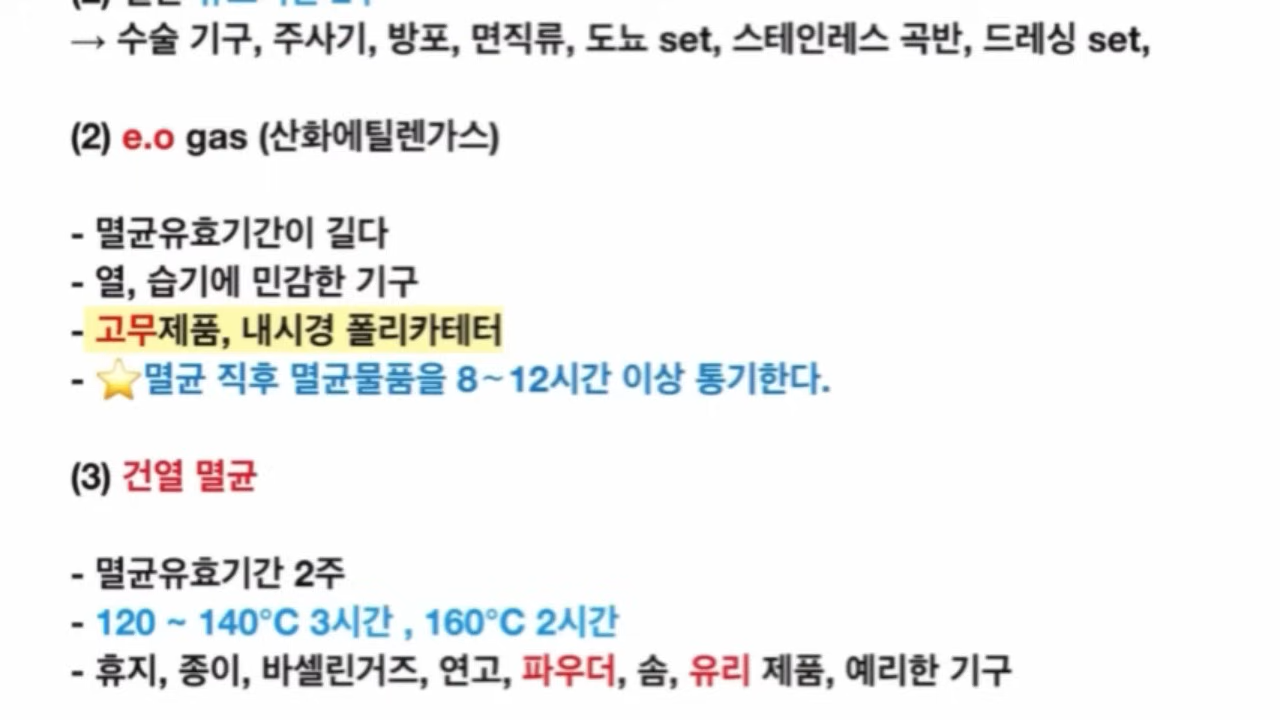 → 수술 기구, 주사기, 방포, 면직류, 도뇨 set, 스테인레스 곡반, 드레싱 set,
(2) e.o gas (산화에틸렌가스)
- 멸균유효기간이 길다
- 열, 습기에 민감한 기구
- 고무제품, 내시경 폴리카테터
- ⭐멸균 직후 멸균물품을 8~12시간 이상 통기한다.
(3) 건열 멸균
- 멸균유효기간 2주
- 120 ~ 140°C 3시간 , 160°C 2시간
- 휴지, 종이, 바셀린거즈, 연고, 파우더, 솜, 유리 제품, 예리한 기구